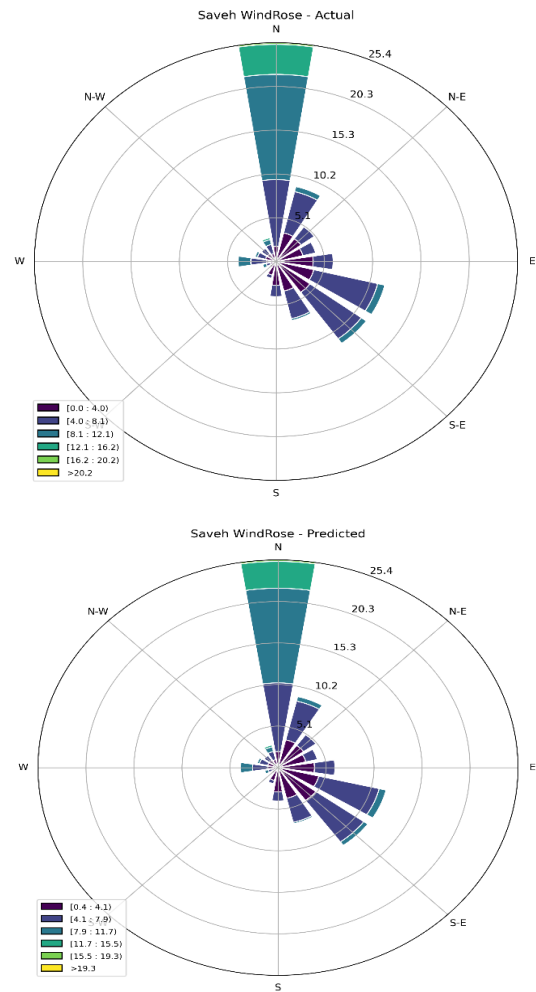 Saveh WindRose - Actual
N
25.4
N-W
N-E
20.3
15.3
10.2
5.1
W
E
[0.0 : 4.0)
[4.0 : 8.1)
[8.1 : 12.1)
[12.1 : 16.2)
[16.2 : 20.2)
>20.2
S-W
S-E
S
Saveh WindRose - Predicted
N
25.4
N-W
N-E
20.3
15.3
10.2
5.1
W
E
[0.4 : 4.1)
[4.1 : 7.9)
[7.9 : 11.7)
[11.7 : 15.5)
[15.5 : 19.3)
>19.3
S-W
S-E
S